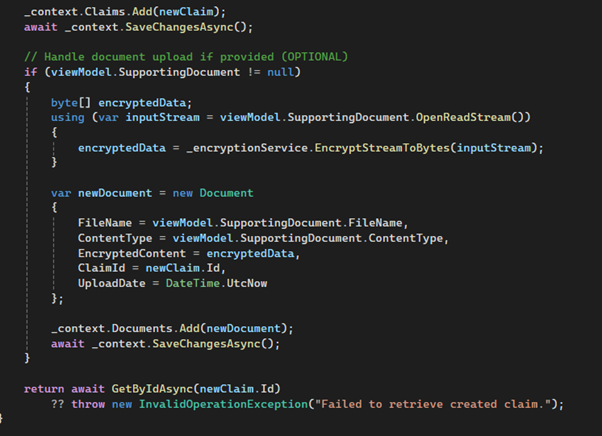 _context.Claims.Add(newClaim);
await _context.SaveChangesAsync();
// Handle document upload if provided (OPTIONAL)
if (viewModel.SupportingDocument != null)
{
byte[] encryptedData;
using (var inputStream = viewModel.SupportingDocument.OpenReadStream())
{
encryptedData = _encryptionService.EncryptStreamToBytes(inputStream);
}
var newDocument = new Document
{
FileName = viewModel.SupportingDocument.FileName,
ContentType = viewModel.SupportingDocument.ContentType,
EncryptedContent = encryptedData,
ClaimId = newClaim.Id,
UploadDate = DateTime.UtcNow
};
_context.Documents.Add(newDocument);
await _context.SaveChangesAsync();
}
return await GetByIdAsync(newClaim.Id)
?? throw new InvalidOperationException("Failed to retrieve created claim.");
}